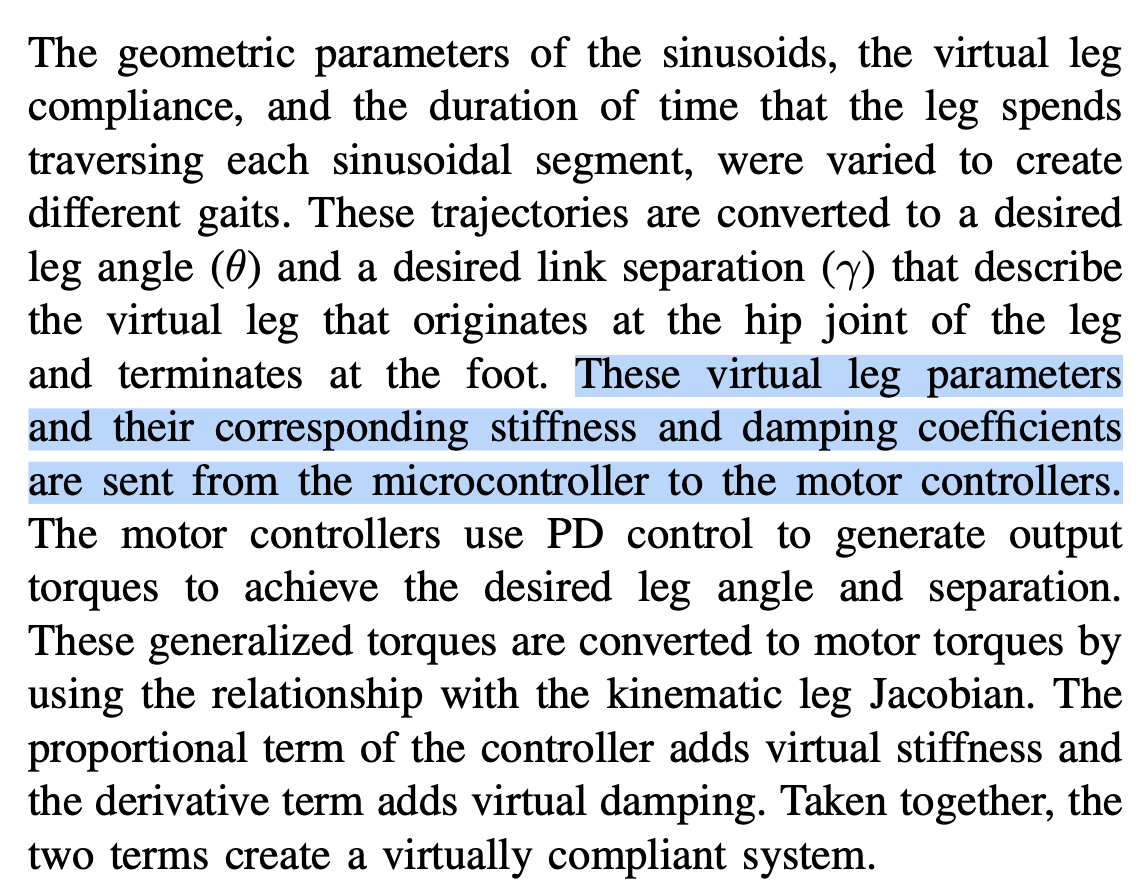 The geometric parameters of the sinusoids, the virtual leg
compliance, and the duration of time that the leg spends
traversing each sinusoidal segment, were varied to create
different gaits. These trajectories are converted to a desired
leg angle (θ) and a desired link separation (γ) that describe
the virtual leg that originates at the hip joint of the leg
and terminates at the foot. These virtual leg parameters
and their corresponding stiffness and damping coefficients
are sent from the microcontroller to the motor controllers.
The motor controllers use PD control to generate output
torques to achieve the desired leg angle and separation.
These generalized torques are converted to motor torques by
using the relationship with the kinematic leg Jacobian. The
proportional term of the controller adds virtual stiffness and
the derivative term adds virtual damping. Taken together, the
two terms create a virtually compliant system.